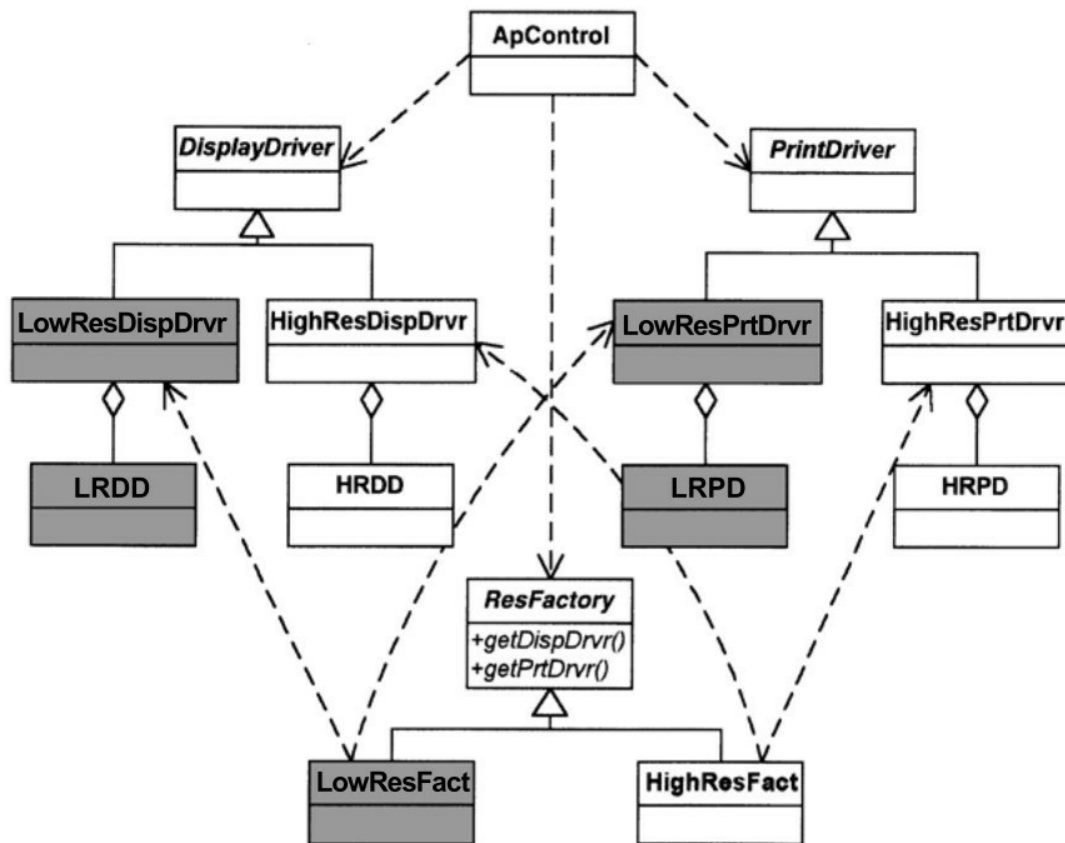 ApControl
DisplayDriver
PrintDriver
LowResDispDrvr
HighResDispDrvr
LowResPrtDrvr
HighResPrtDrvr
LRDD
HRDD
LRPD
HRPD
ResFactory
+getDispDrvr()
+getPrtDrvr()
LowResFact
HighResFact